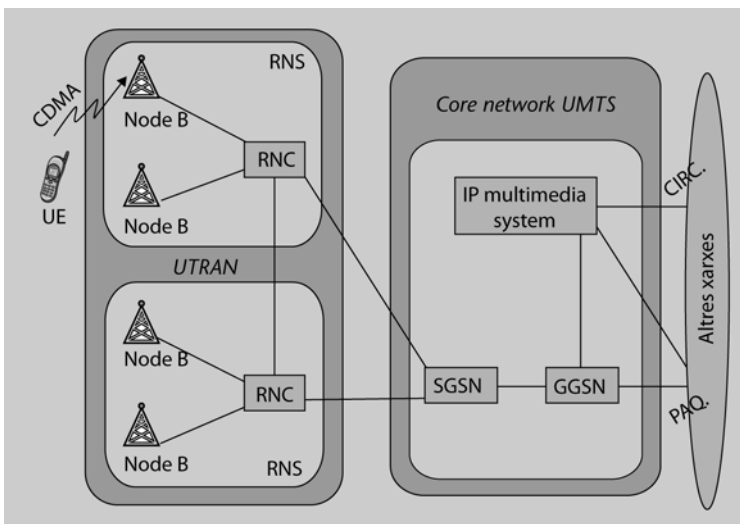 RNS
CDMA
Node B
RNC
UE
Node B
UTRAN
Node B
RNC
Node B
RNS
Core network UMTS
IP multimedia
system
SGSN
GGSN
CIRC.
PAQ.
Altres xarxes